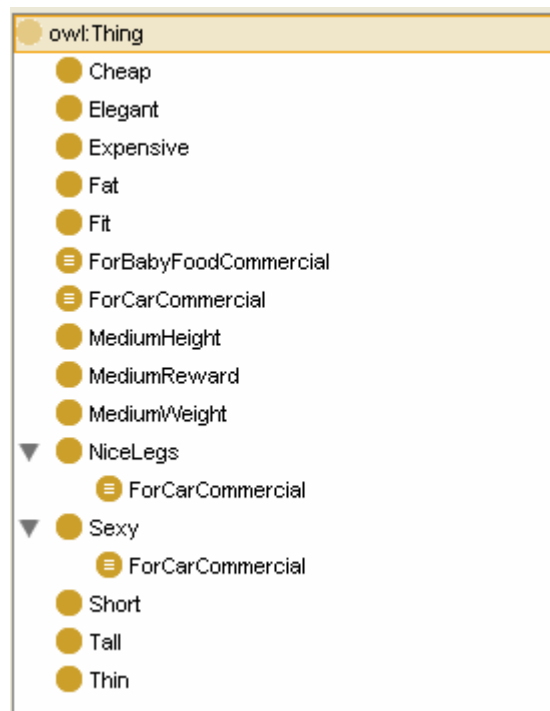 owl:Thing
Cheap
Elegant
Expensive
Fat
Fit
ForBabyFoodCommercial
ForCarCommercial
MediumHeight
MediumReward
MediumWeight
NiceLegs
ForCarCommercial
Sexy
ForCarCommercial
Short
Tall
Thin